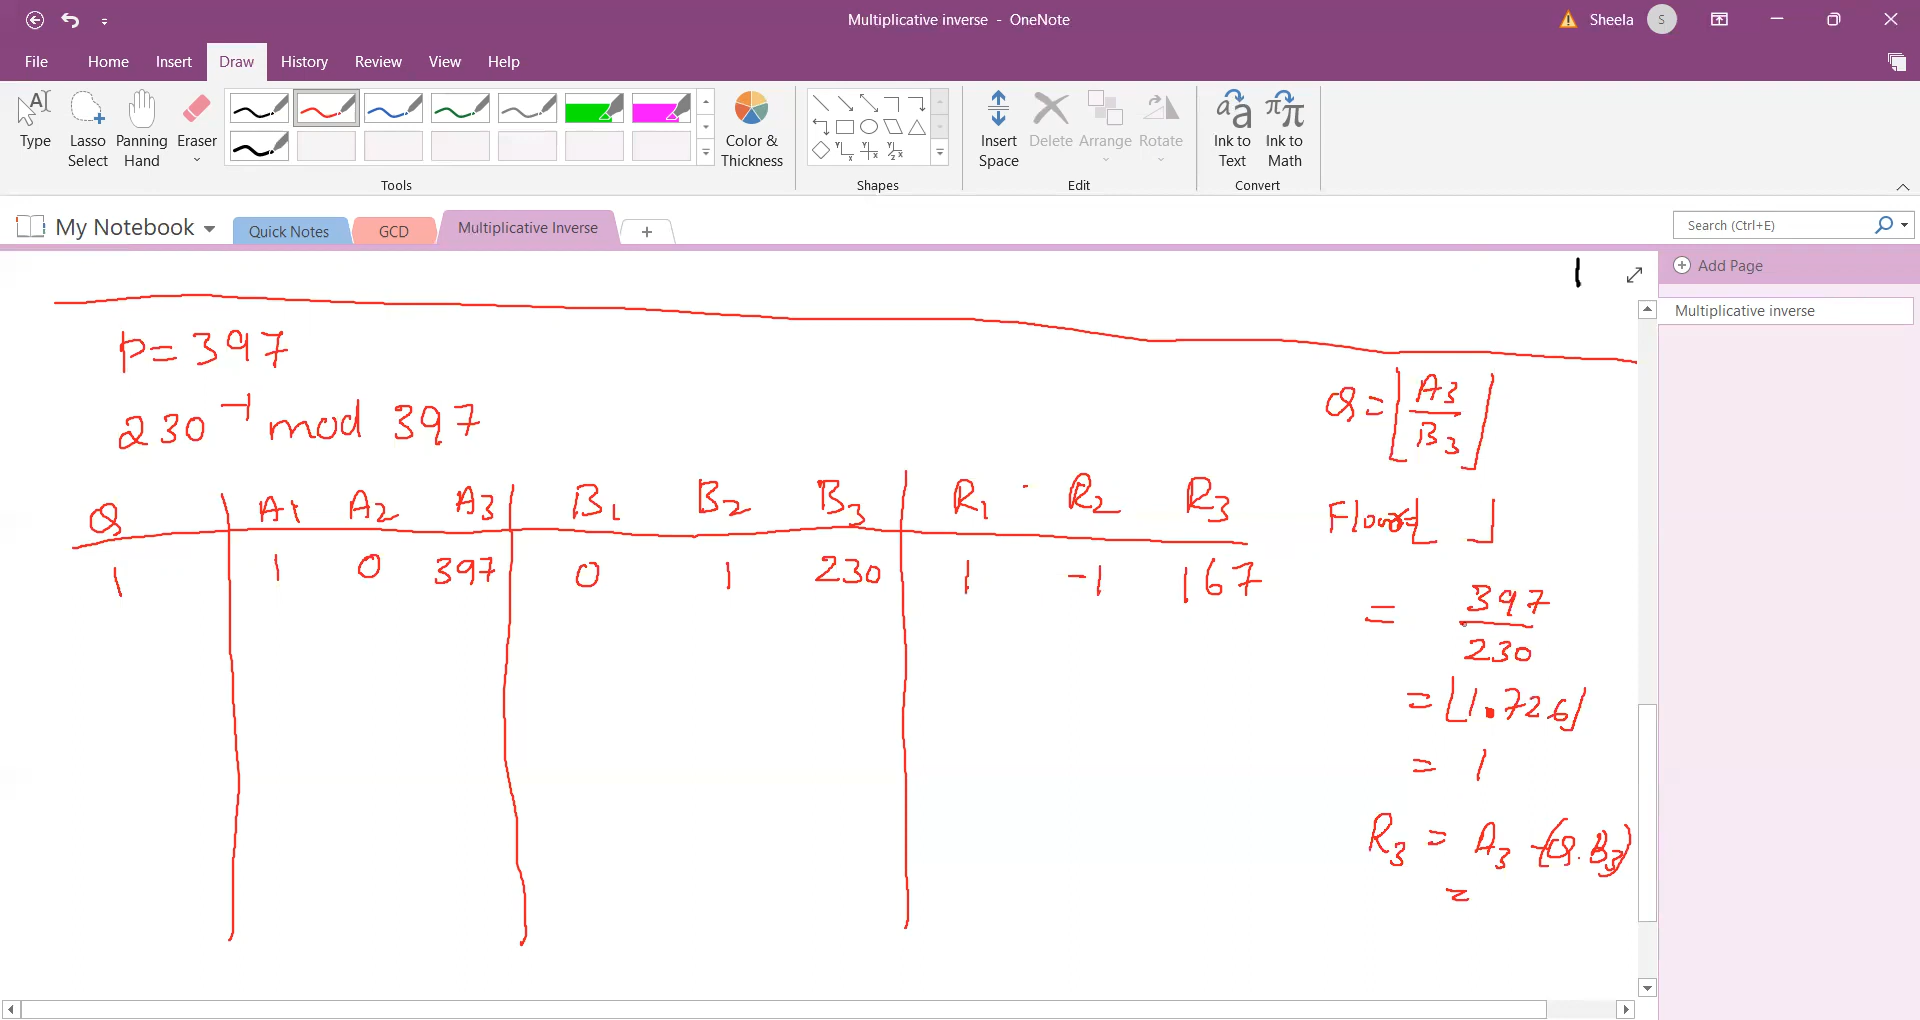 Multiplicative inverse - OneNote
Sheela
S
File Home Insert Draw History Review View Help
Type
Lasso Select
Panning Hand
Eraser
Color & Thickness
Insert Space
Delete
Arrange
Rotate
Ink to Text
Ink to Math
Tools
Shapes
Edit
Convert
My Notebook
Quick Notes
GCD
Multiplicative Inverse
+
Search (Ctrl+E)
Add Page
Multiplicative inverse
1
P = 397
230⁻¹ mod 397
Q A1 A2 A3 B1 B2 B3 R1 R2 R3
1 1 0 397 0 1 230 1 -1 167
Q = ⌊A3/B3⌋
Floor = ⌊ ⌋
= 397/230
= ⌊1.726⌋
= 1
R3 = A3 - (Q.B3)
=